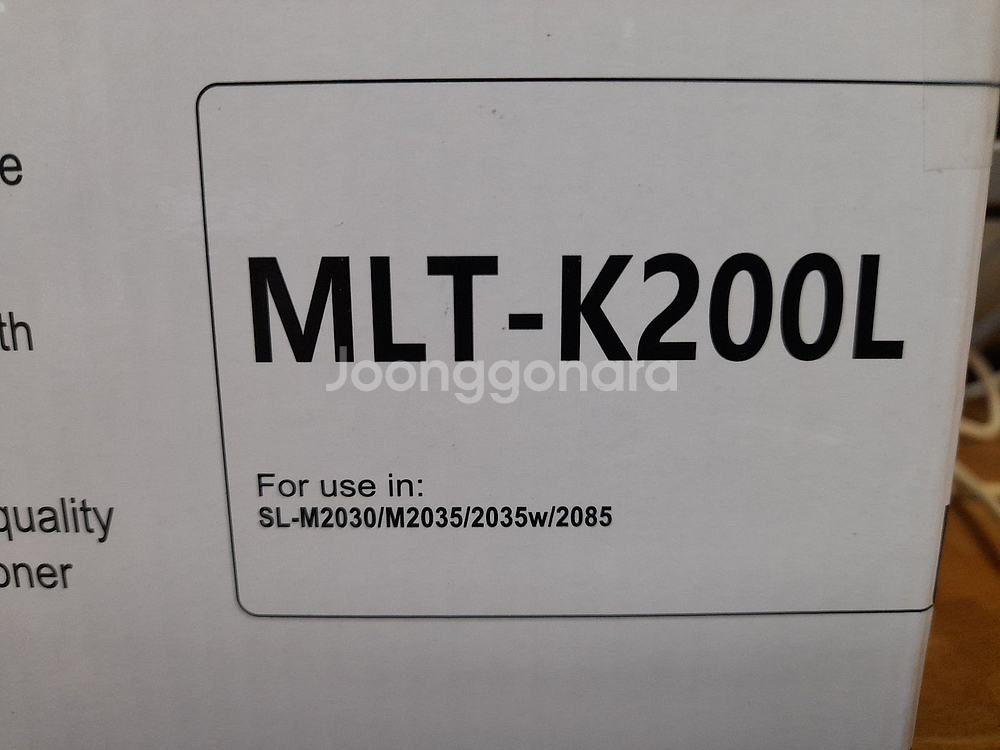 e
th
MLT-K200L
Joonggonara
For use in:
SL-M2030/M2035/2035w/2085
quality
oner